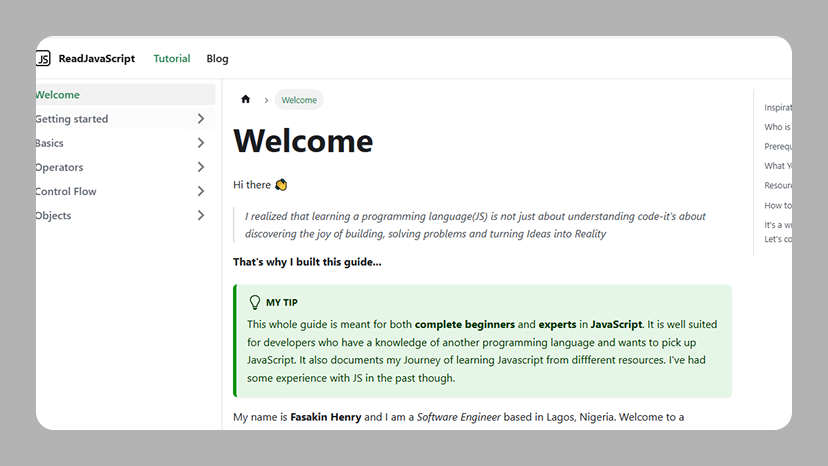 JS ReadJavaScript Tutorial Blog
Welcome
Getting started
Basics
Operators
Control Flow
Objects
Welcome
Welcome
Hi there
I realized that learning a programming language(JS) is not just about understanding code-it's about
discovering the joy of building, solving problems and turning Ideas into Reality
That's why I built this guide...
MY TIP
This whole guide is meant for both complete beginners and experts in JavaScript. It is well suited
for developers who have a knowledge of another programming language and wants to pick up
JavaScript. It also documents my Journey of learning Javascript from diffferent resources. I've had
some experience with JS in the past though.
My name is Fasakin Henry and I am a Software Engineer based in Lagos, Nigeria. Welcome to a
Who is
What
How to
It's a
Let's